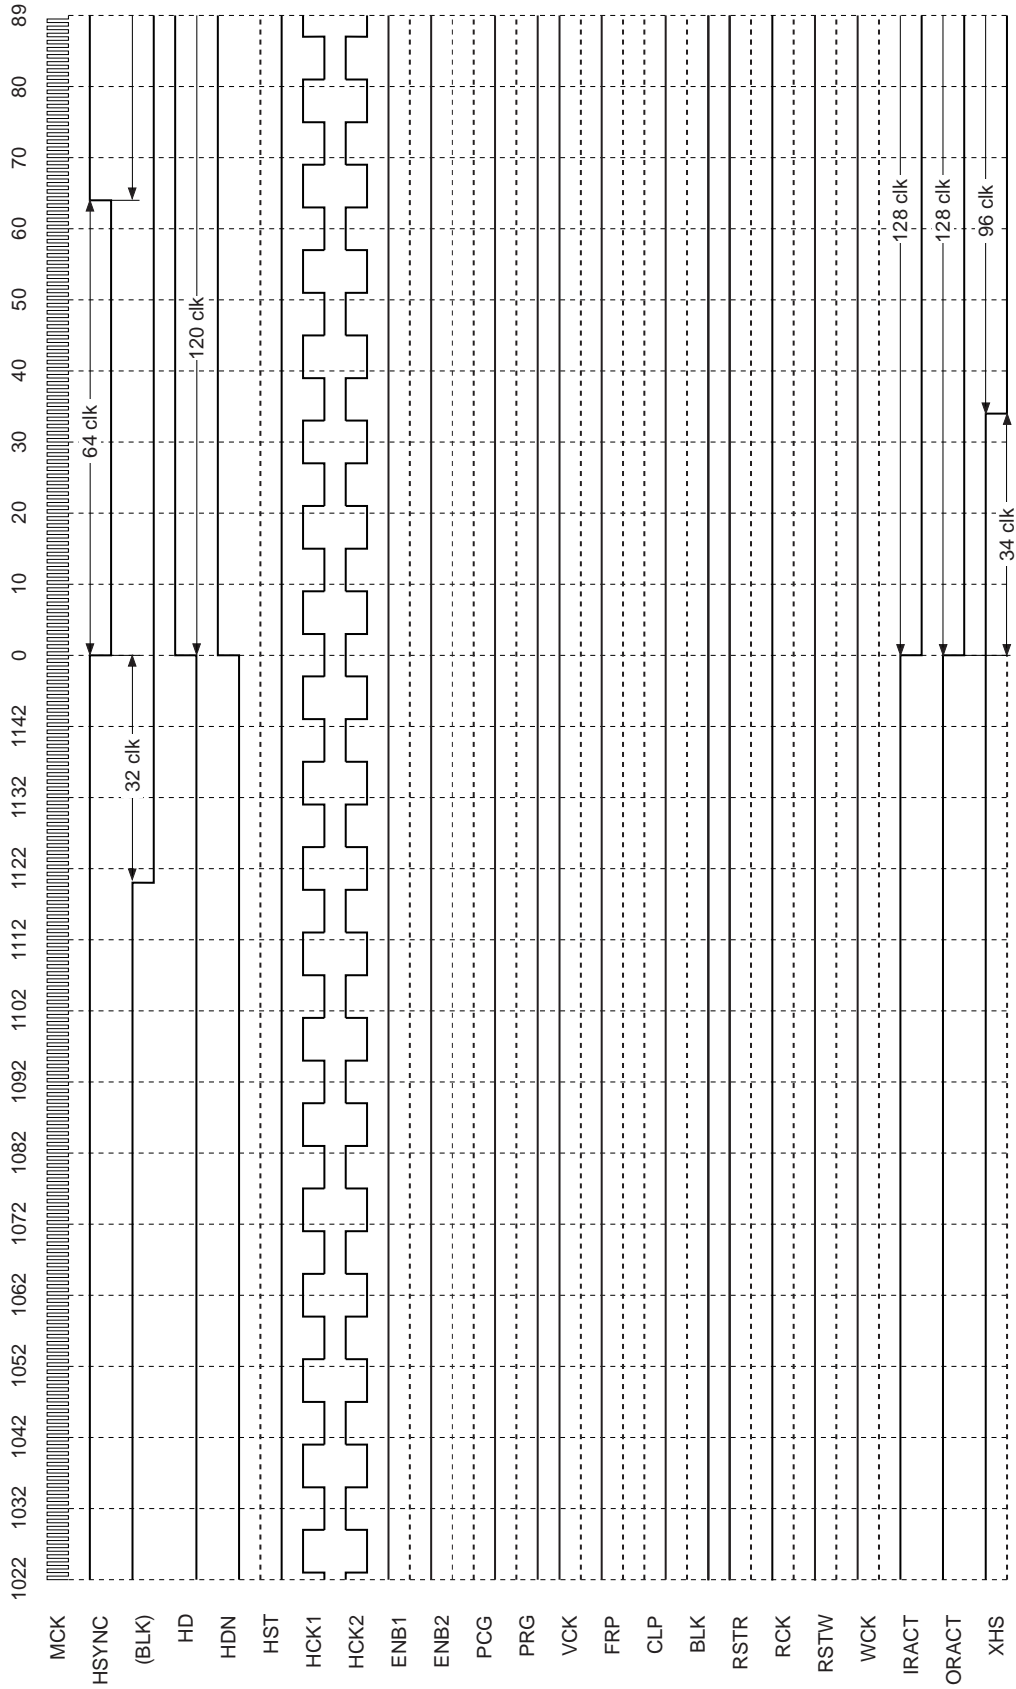 MCK
HSYNC
(BLK)
HD
HDN
HST
HCK1
HCK2
ENB1
ENB2
PCG
PRG
VCK
FRP
CLP
BLK
RSTR
RCK
RSTW
WCK
IRACT
ORACT
XHS
1022
1032
1042
1052
1062
1072
1082
1092
1102
1112
1122
1132
1142
0
10
20
30
40
50
60
70
80
89
64 clk
32 clk
120 clk
128 clk
128 clk
96 clk
34 clk